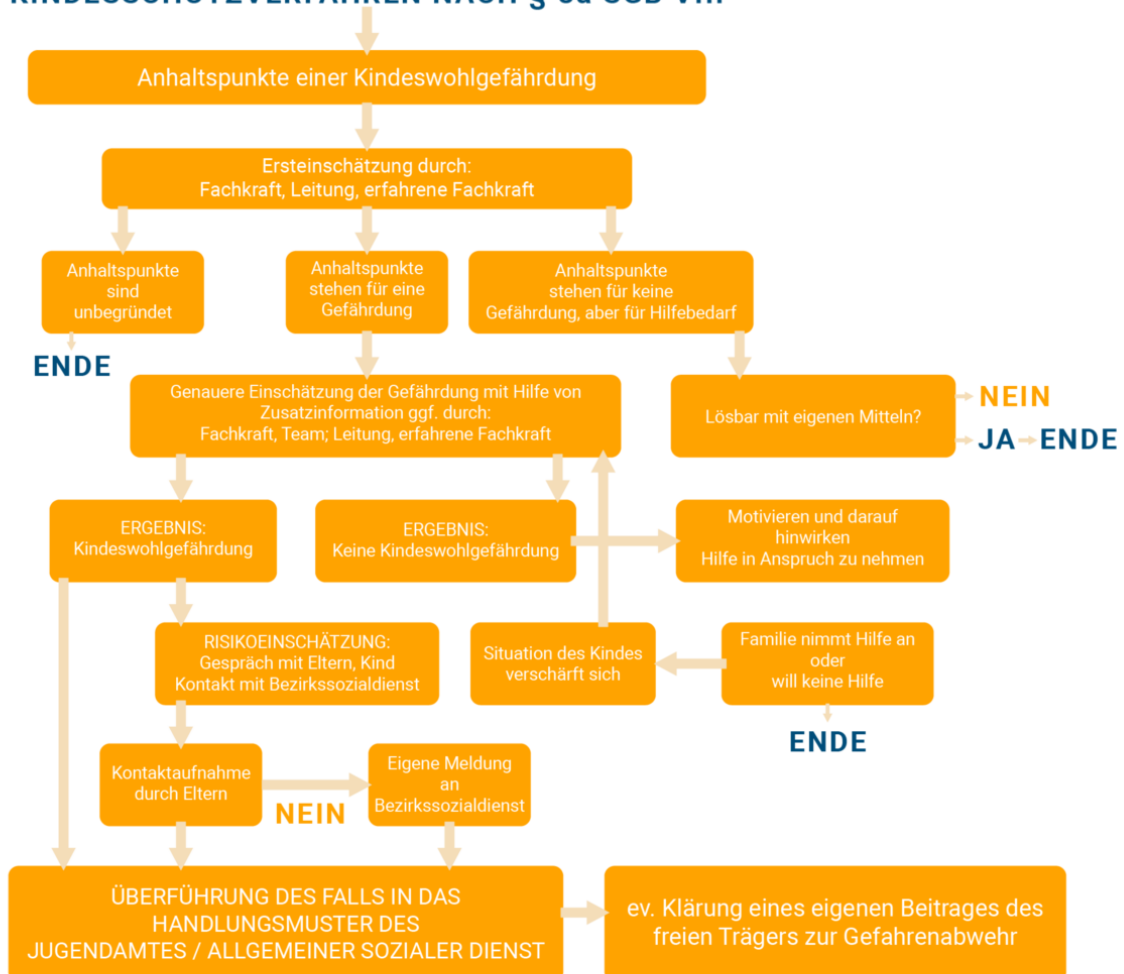 Anhaltspunkte einer Kindeswohlgefährdung
Ersteinschätzung durch:
Fachkraft, Leitung, erfahrene Fachkraft
Anhaltspunkte
sind
unbegründet
Anhaltspunkte
stehen für eine
Gefährdung
Anhaltspunkte
stehen für keine
Gefährdung, aber für Hilfebedarf
ENDE
Genauere Einschätzung der Gefährdung mit Hilfe von
Zusatzinformation ggf. durch:
Fachkraft, Team; Leitung, erfahrene Fachkraft
Lösbar mit eigenen Mitteln?
NEIN
JA
ENDE
ERGEBNIS:
Kindeswohlgefährdung
ERGEBNIS:
Keine Kindeswohlgefährdung
Motivieren und darauf
hinwirken
Hilfe in Anspruch zu nehmen
RISIKOEINSCHÄTZUNG:
Gespräch mit Eltern, Kind
Kontakt mit Bezirkssozialdienst
Situation des Kindes
verschärft sich
Familie nimmt Hilfe an
oder
will keine Hilfe
ENDE
Kontaktaufnahme
durch Eltern
NEIN
Eigene Meldung
an
Bezirkssozialdienst
ÜBERFÜHRUNG DES FALLS IN DAS
HANDLUNGSMUSTER DES
JUGENDAMTES / ALLGEMEINER SOZIALER DIENST
ev. Klärung eines eigenen Beitrages des
freien Trägers zur Gefahrenabwehr